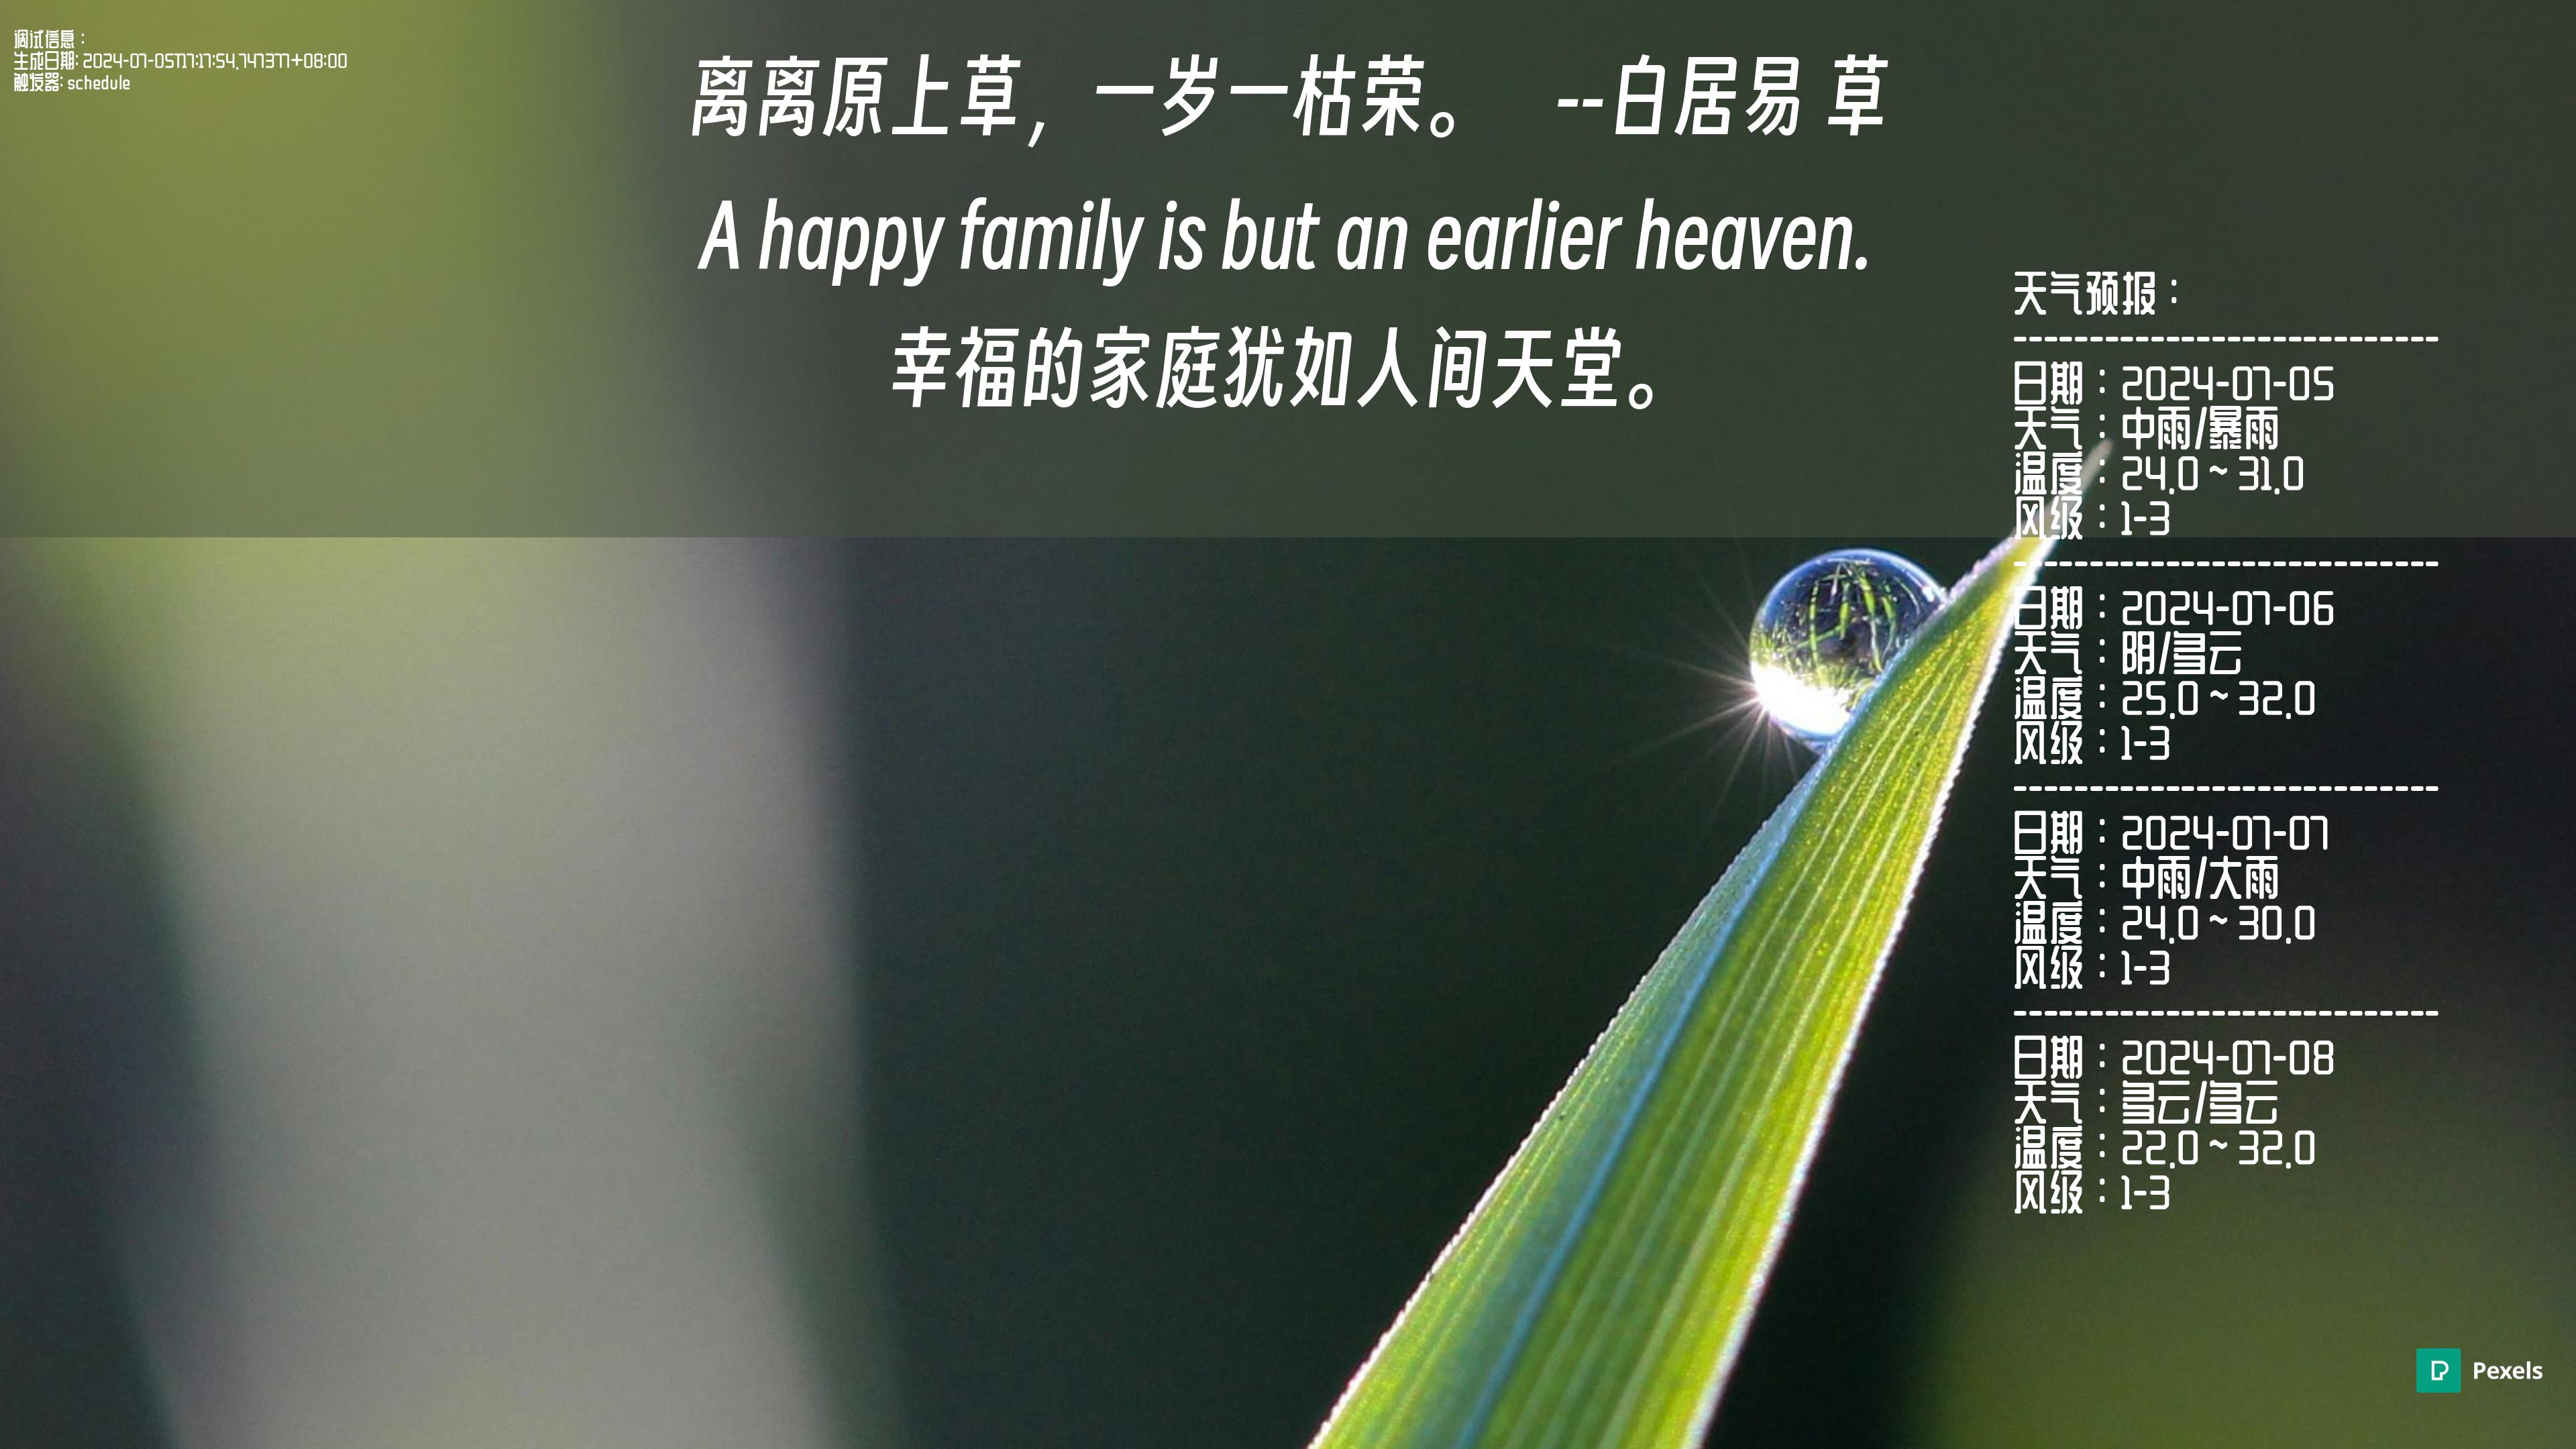 调试信息：
生成日期: 2024-07-05T17:17:54.747377+08:00
触发器: schedule
离离原上草，一岁一枯荣。 --白居易 草
A happy family is but an earlier heaven.
幸福的家庭犹如人间天堂。
天气预报：
----------------------------
日期：2024-07-05
天气：中雨/暴雨
温度：24.0 ~ 31.0
风级：1-3
----------------------------
日期：2024-07-06
天气：阴/多云
温度：25.0 ~ 32.0
风级：1-3
----------------------------
日期：2024-07-07
天气：中雨/大雨
温度：24.0 ~ 30.0
风级：1-3
----------------------------
日期：2024-07-08
天气：多云/多云
温度：22.0 ~ 32.0
风级：1-3
Pexels